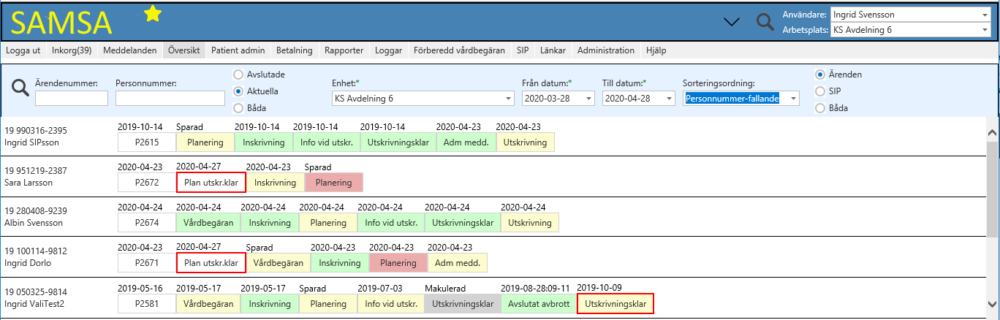 SAMSA
Användare: Ingrid Svensson
Arbetsplats: KS Avdelning 6
Logga ut Inkorg(39) Meddelanden Översikt Patient admin Betalning Rapporter Loggar Förberedd vårdbegäran SIP Länkar Administration Hjälp
Ärendenummer: Personnummer: Avslutade Enhet:* Från datum:* Till datum:* Sorteringsordning: Ärenden
Aktuella KS Avdelning 6 2020-03-28 2020-04-28 Personnummer-fallande SIP
Båda Båda
19 990316-2395 2019-10-14 Sparad 2019-10-14 2019-10-14 2019-10-14 2020-04-23 2020-04-23
Ingrid SIPsson P2615 Planering Inskrivning Info vid utskr. Utskrivningsklar Adm medd. Utskrivning
19 951219-2387 2020-04-23 2020-04-27 2020-04-23 Sparad
Sara Larsson P2672 Plan utskr.klar Inskrivning Planering
19 280408-9239 2020-04-24 2020-04-24 2020-04-24 2020-04-24 2020-04-24 2020-04-24 2020-04-24
Albin Svensson P2674 Vårdbegäran Inskrivning Planering Info vid utskr. Utskrivningsklar Utskrivning
19 100114-9812 2020-04-23 2020-04-27 Sparad 2020-04-23 2020-04-23 2020-04-23
Ingrid Dorlo P2671 Plan utskr.klar Vårdbegäran Inskrivning Planering Adm medd.
19 050325-9814 2019-05-16 2019-05-17 2019-05-17 Sparad 2019-07-03 Makulerad 2019-08-28:09-11 2019-10-09
Ingrid ValiTest2 P2581 Vårdbegäran Inskrivning Planering Info vid utskr. Utskrivningsklar Avslutat avbrott Utskrivningsklar